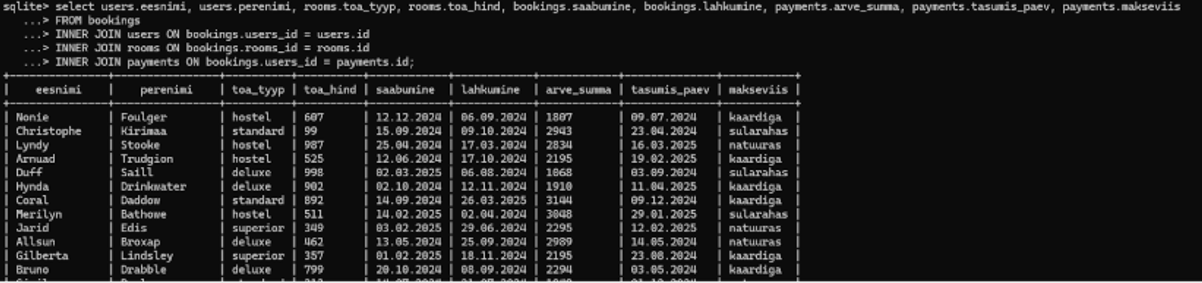 sqlite> select users.eesnimi, users.perenimi, rooms.toa_tyyp, rooms.toa_hind, bookings.saabumine, bookings.lahkumine, payments.arve_summa, payments.tasumis_paev, payments.makseviis
...> FROM bookings
...> INNER JOIN users ON bookings.users_id = users.id
...> INNER JOIN rooms ON bookings.rooms_id = rooms.id
...> INNER JOIN payments ON bookings.users_id = payments.id;
| eesnimi | perenimi | toa_tyyp | toa_hind | saabumine | lahkumine | arve_summa | tasumis_paev | makseviis |
| Nonie | Foulger | hostel | 607 | 12.12.2024 | 06.09.2024 | 1807 | 09.07.2024 | kaardiga |
| Christophe | Kirimaa | standard | 99 | 15.09.2024 | 09.10.2024 | 2943 | 23.04.2024 | sularahas |
| Lyndy | Stooke | hostel | 987 | 25.04.2024 | 17.03.2024 | 2834 | 16.03.2025 | natuuras |
| Arnuad | Trudgion | hostel | 525 | 12.06.2024 | 17.10.2024 | 2195 | 19.02.2025 | kaardiga |
| Duff | Saill | deluxe | 998 | 02.03.2025 | 06.08.2024 | 1068 | 03.09.2024 | sularahas |
| Hynda | Drinkwater | deluxe | 902 | 02.10.2024 | 12.11.2024 | 1910 | 11.04.2025 | kaardiga |
| Coral | Daddow | standard | 892 | 14.09.2024 | 26.03.2025 | 3144 | 09.12.2024 | kaardiga |
| Merilyn | Bathowe | hostel | 511 | 14.02.2025 | 02.04.2024 | 3048 | 29.01.2025 | sularahas |
| Jarid | Edis | superior | 349 | 03.02.2025 | 29.06.2024 | 2295 | 12.02.2025 | natuuras |
| Allsun | Broxap | deluxe | 462 | 13.05.2024 | 25.09.2024 | 2989 | 14.05.2024 | natuuras |
| Gilberta | Lindsley | superior | 357 | 01.02.2025 | 18.11.2024 | 2195 | 23.08.2024 | kaardiga |
| Bruno | Drabble | deluxe | 799 | 20.10.2024 | 08.09.2024 | 2294 | 03.05.2024 | kaardiga |